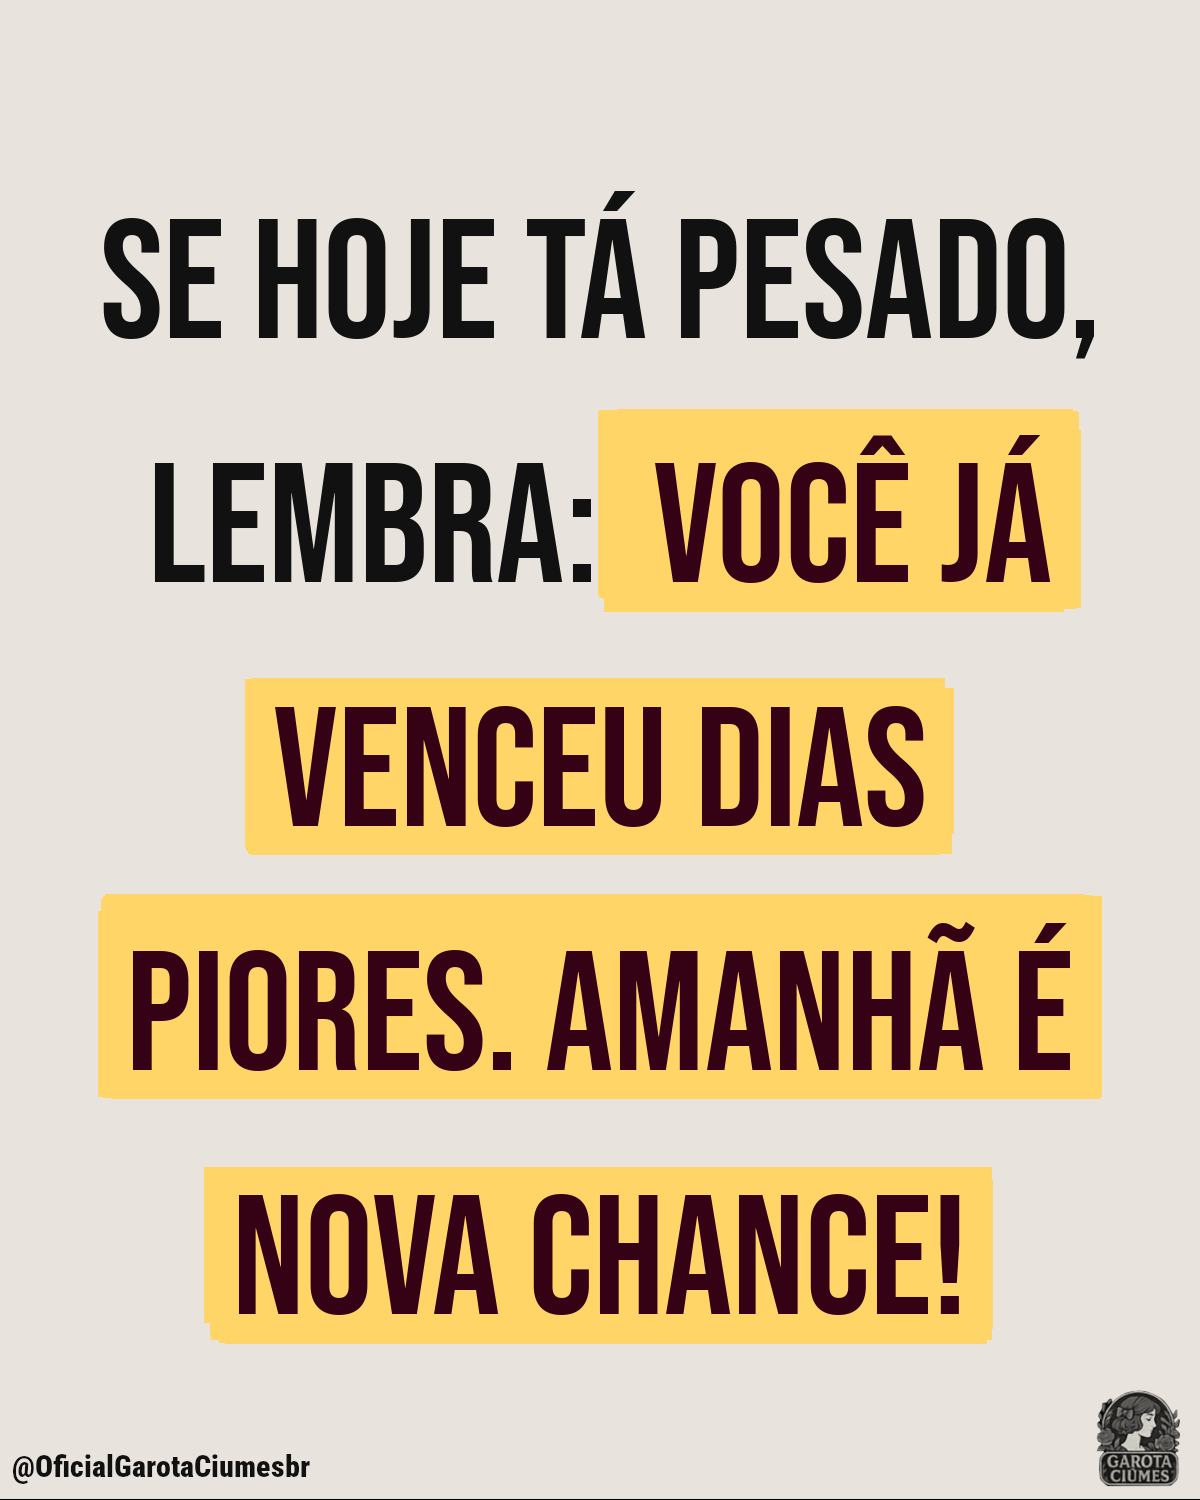 SE HOJE TÁ PESADO,
LEMBRA: VOCÊ JÁ
VENCEU DIAS
PIORES. AMANHÃ É
NOVA CHANCE!
@OficialGarotaCiumesbr
GAROTA
CIÚMES